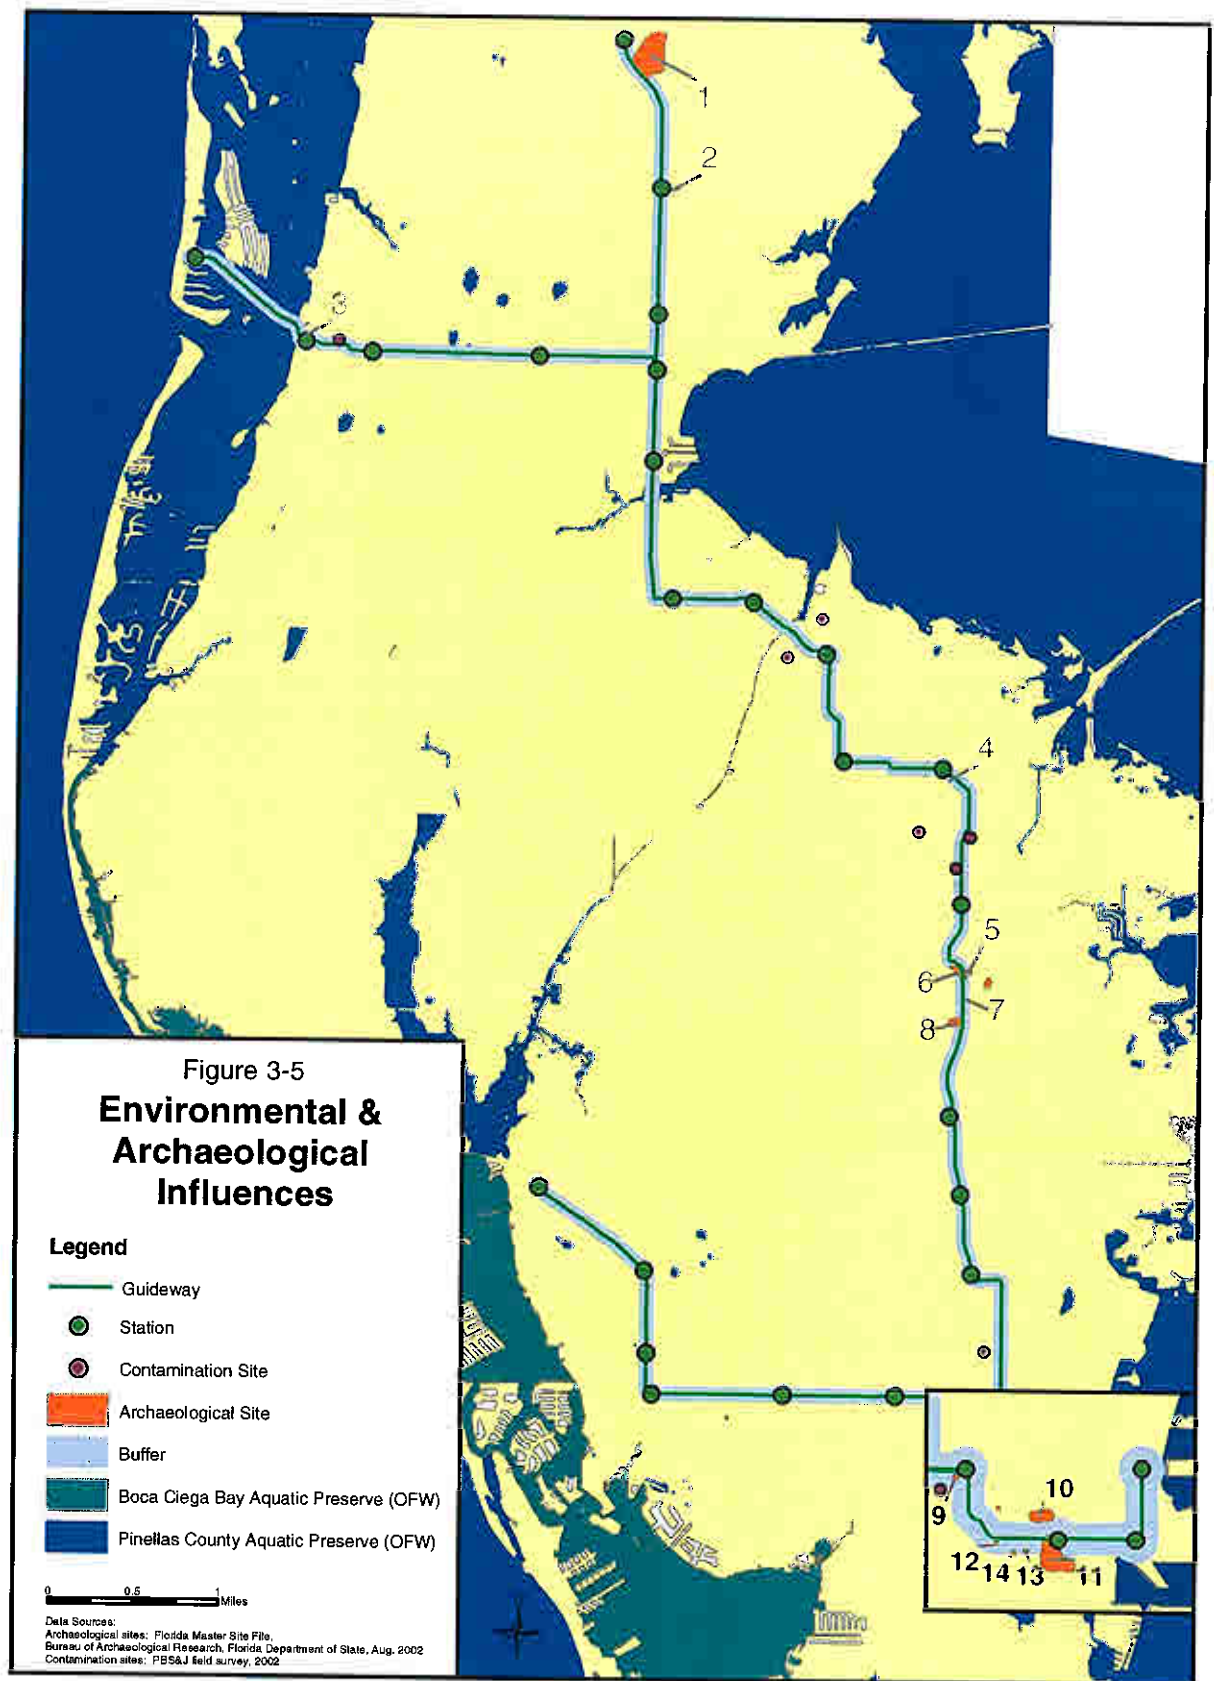 1
2
3
4
5
6
7
8
Figure 3-5
Environmental &
Archaeological
Influences
Legend
Guideway
Station
Contamination Site
Archaeological Site
Buffer
Boca Ciega Bay Aquatic Preserve (OFW)
Pinellas County Aquatic Preserve (OFW)
0 0.5 1
Miles
Data Sources:
Archaeological sites: Florida Master Site File,
Bureau of Archaeological Research, Florida Department of State, Aug. 2002
Contamination sites: PBS&J field survey, 2002
10
9
12 14 13 11